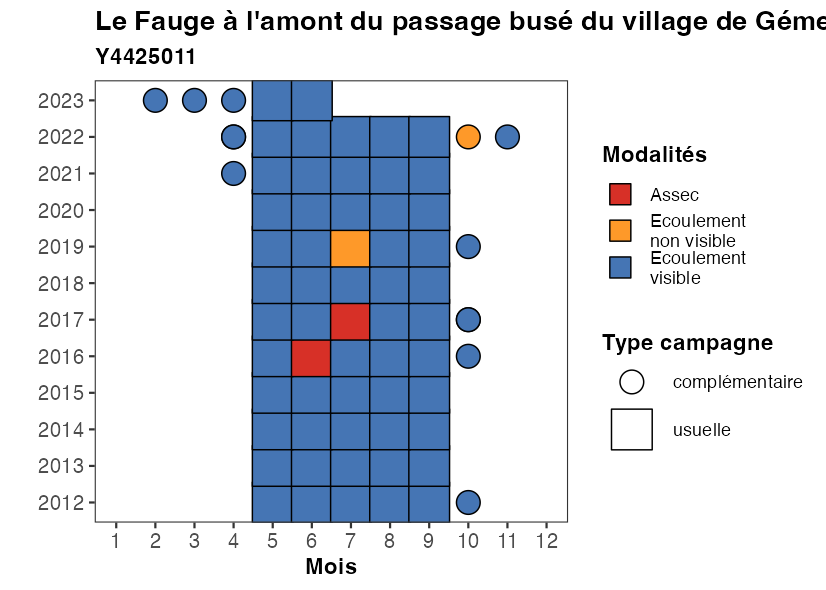 Le Fauge à l'amont du passage busé du village de Géme
Y4425011
2023
2022
2021
2020
2019
2018
2017
2016
2015
2014
2013
2012
1 2 3 4 5 6 7 8 9 10 11 12
Mois
Modalités
Assec
Ecoulement
non visible
Ecoulement
visible
Type campagne
complémentaire
usuelle